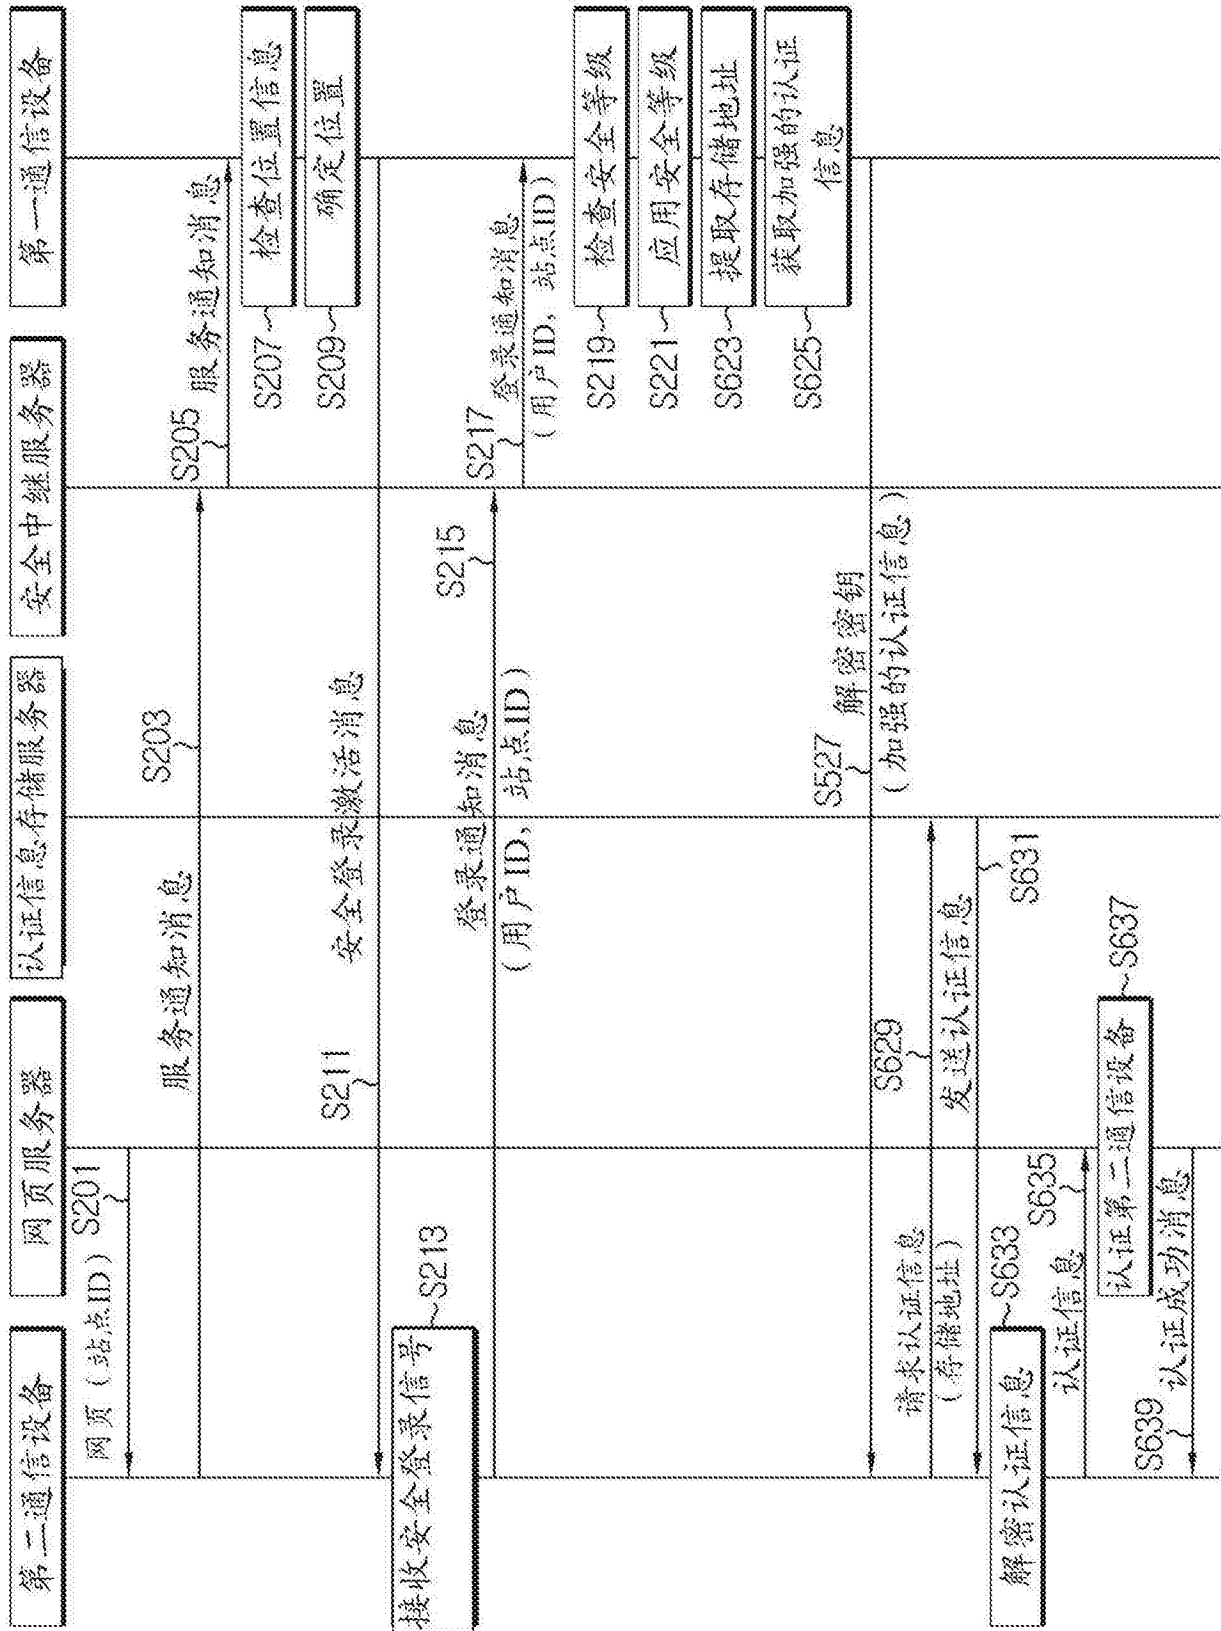 第二通信设备
网页服务器
认证信息存储服务器
安全中继服务器
第一通信设备
网页（站点ID）
S201
服务通知消息
S203
S205
服务通知消息
S207
检查位置信息
S209
确定位置
S211
安全登录激活消息
接收安全登录信号
S213
登录通知消息
（用户ID，站点ID）
S215
S217
登录通知消息
（用户ID，站点ID）
S219
检查安全等级
S221
应用安全等级
S623
提取存储地址
S625
获取加强的认证
信息
S527
解密密钥
（加强的认证信息）
请求认证信息
（存储地址）
S629
发送认证信息
S631
解密认证信息
S633
认证信息
S635
认证第二通信设备
S637
S639
认证成功消息